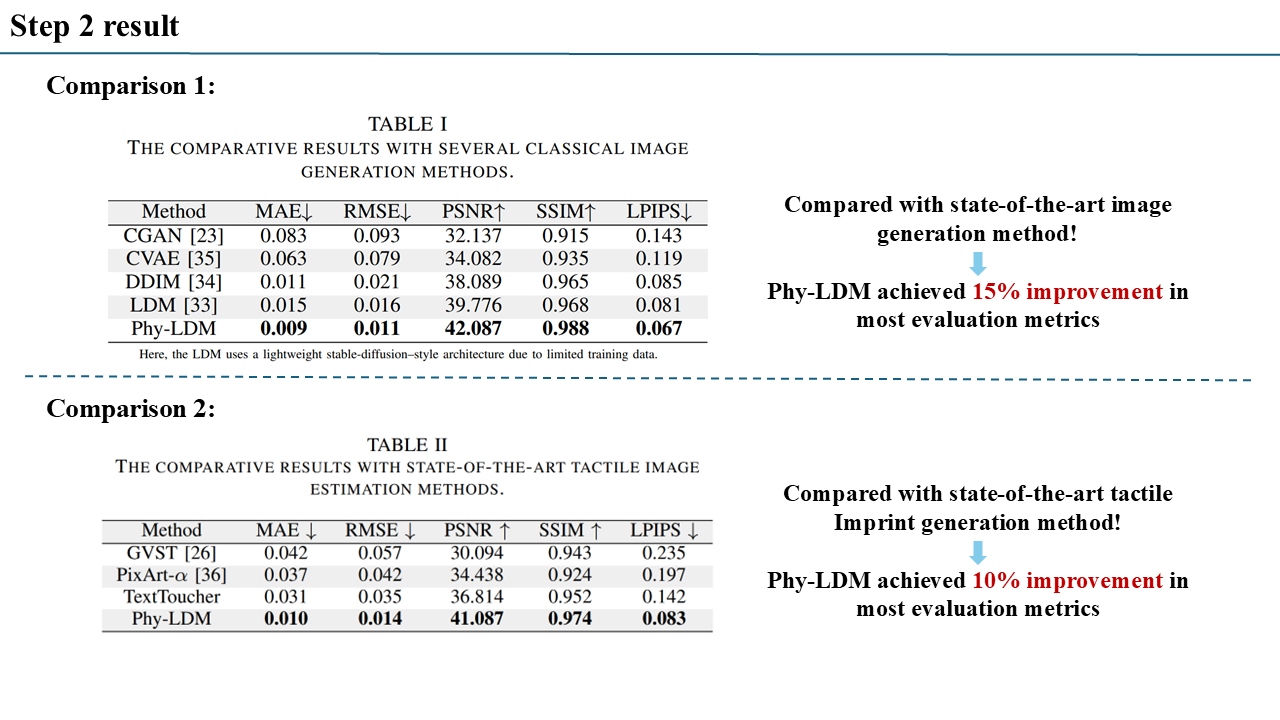 Step 2 result
Comparison 1:
TABLE I
THE COMPARATIVE RESULTS WITH SEVERAL CLASSICAL IMAGE
GENERATION METHODS.
Method MAE↓ RMSE↓ PSNR↑ SSIM↑ LPIPS↓
CGAN [23] 0.083 0.093 32.137 0.915 0.143
CVAE [35] 0.063 0.079 34.082 0.935 0.119
DDIM [34] 0.011 0.021 38.089 0.965 0.085
LDM [33] 0.015 0.016 39.776 0.968 0.081
Phy-LDM 0.009 0.011 42.087 0.988 0.067
Here, the LDM uses a lightweight stable-diffusion–style architecture due to limited training data.
Compared with state-of-the-art image
generation method!
Phy-LDM achieved 15% improvement in
most evaluation metrics
Comparison 2:
TABLE II
THE COMPARATIVE RESULTS WITH STATE-OF-THE-ART TACTILE IMAGE
ESTIMATION METHODS.
Method MAE ↓ RMSE ↓ PSNR ↑ SSIM ↑ LPIPS ↓
GVST [26] 0.042 0.057 30.094 0.943 0.235
PixArt-α [36] 0.037 0.042 34.438 0.924 0.197
TextToucher 0.031 0.035 36.814 0.952 0.142
Phy-LDM 0.010 0.014 41.087 0.974 0.083
Compared with state-of-the-art tactile
Imprint generation method!
Phy-LDM achieved 10% improvement in
most evaluation metrics